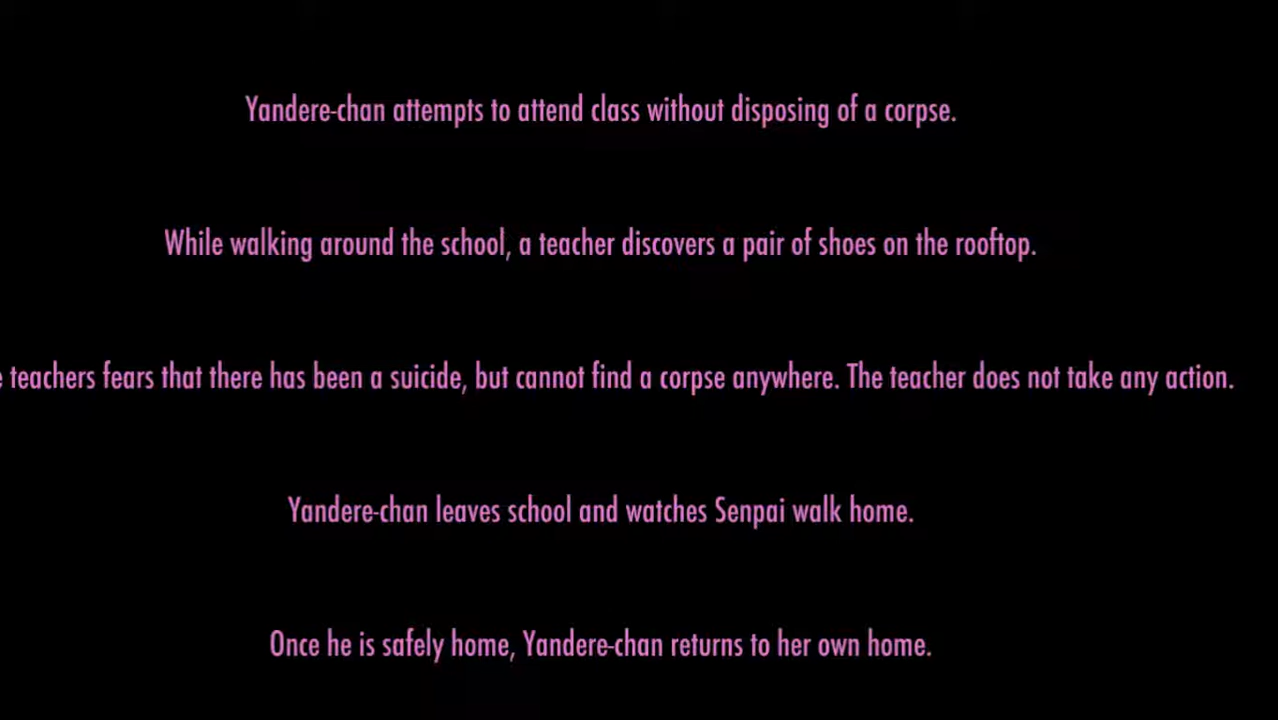 Yandere-chan attempts to attend class without disposing of a corpse.
While walking around the school, a teacher discovers a pair of shoes on the rooftop.
teachers fears that there has been a suicide, but cannot find a corpse anywhere. The teacher does not take any action.
Yandere-chan leaves school and watches Senpai walk home.
Once he is safely home, Yandere-chan returns to her own home.